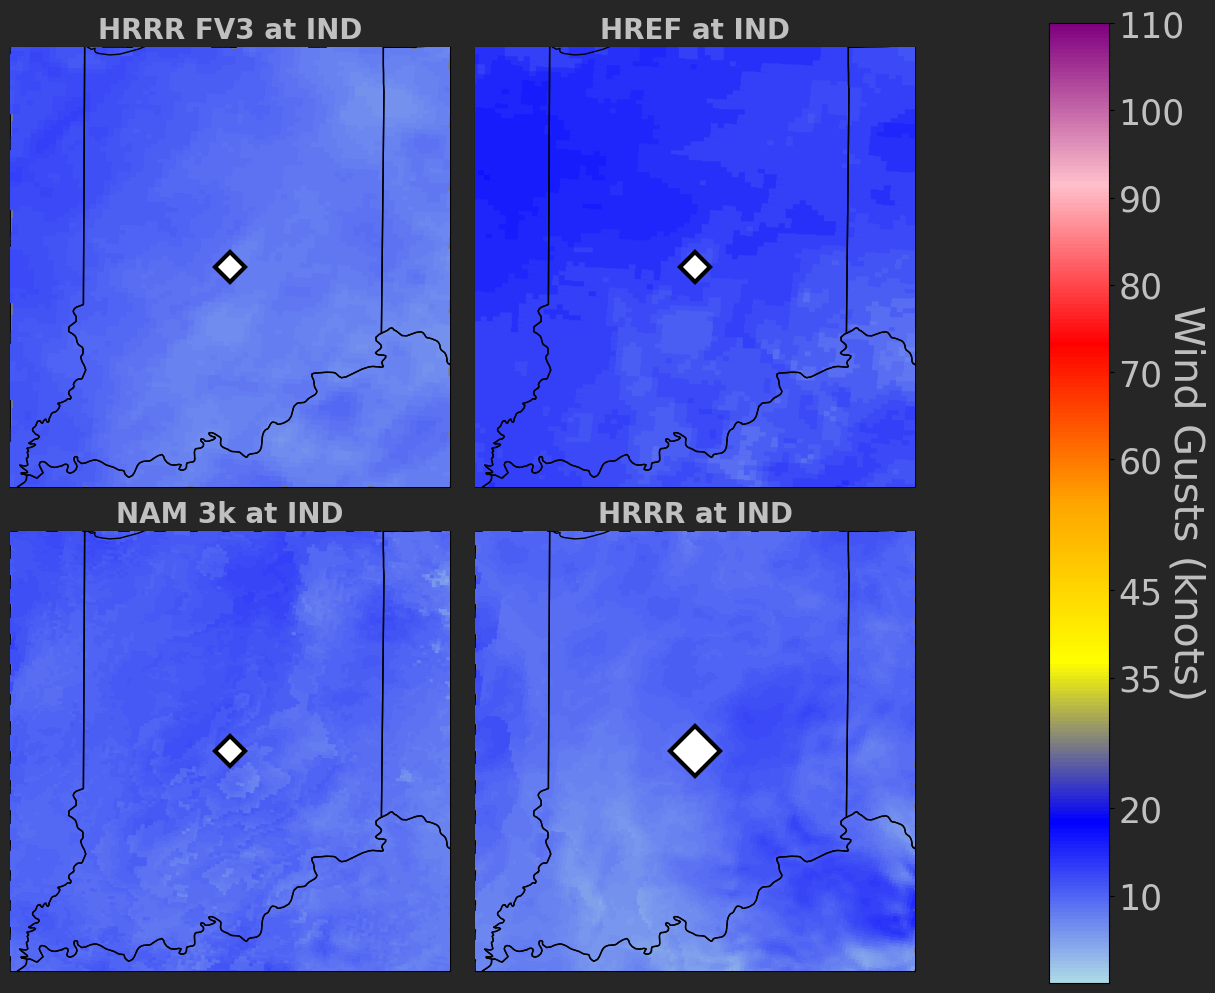 HRRR FV3 at IND
HREF at IND
NAM 3k at IND
HRRR at IND
110
100
90
80
70
60
45
35
20
10
Wind Gusts (knots)